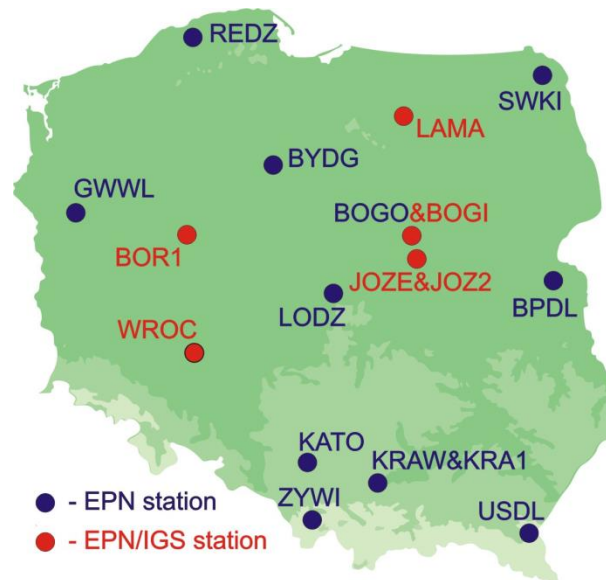 REDZ
SWKI
LAMA
BYDG
GWWL
BOGO&BOGI
BOR1
JOZE&JOZ2
BPDL
LODZ
WROC
KATO
KRAW&KRA1
- EPN station
ZYWI
USDL
- EPN/IGS station